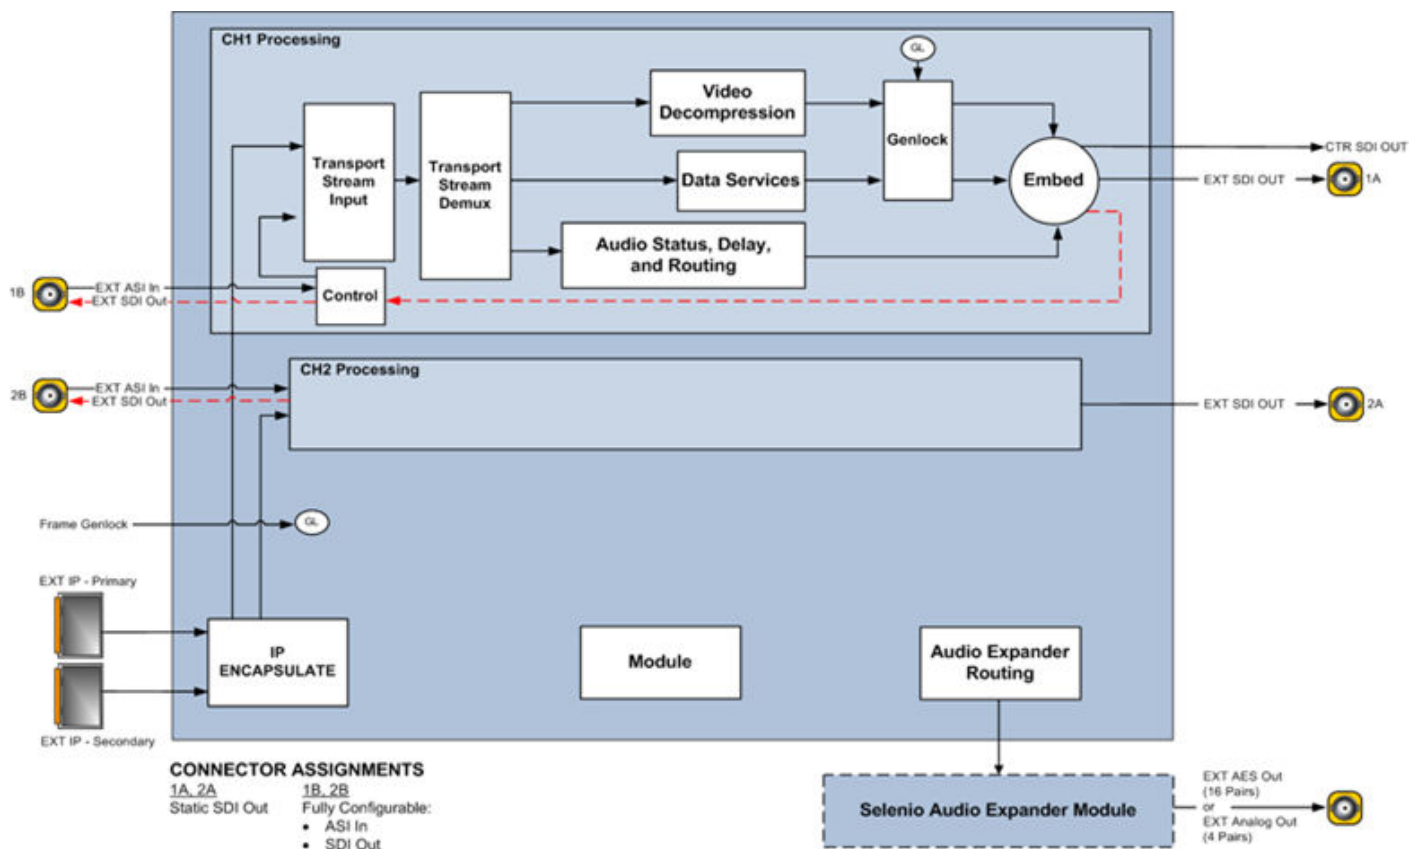 CH1 Processing
GL
Video
Decompression
Genlock
Transport
Stream
Input
Transport
Stream
Demux
Data Services
Embed
CTR SDI OUT
EXT SDI OUT
1A
Audio Status, Delay,
and Routing
Control
1B
EXT ASI In
EXT SDI Out
CH2 Processing
2B
EXT ASI In
EXT SDI Out
EXT SDI OUT
2A
Frame Genlock
GL
EXT IP - Primary
IP
ENCAPSULATE
Module
Audio Expander
Routing
EXT IP - Secondary
CONNECTOR ASSIGNMENTS
1A, 2A
Static SDI Out
1B, 2B
Fully Configurable:
• ASI In
• SDI Out
Selenio Audio Expander Module
EXT AES Out
(16 Pairs)
or
EXT Analog Out
(4 Pairs)